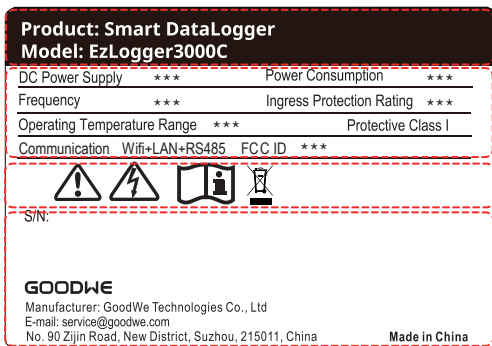 Product: Smart DataLogger
Model: EzLogger3000C
DC Power Supply *** Power Consumption ***
Frequency *** Ingress Protection Rating ***
Operating Temperature Range *** Protective Class I
Communication Wifi+LAN+RS485 FCC ID ***
S/N:
GOODWE
Manufacturer: GoodWe Technologies Co., Ltd
E-mail: service@goodwe.com
No. 90 Zijin Road, New District, Suzhou, 215011, China Made in China